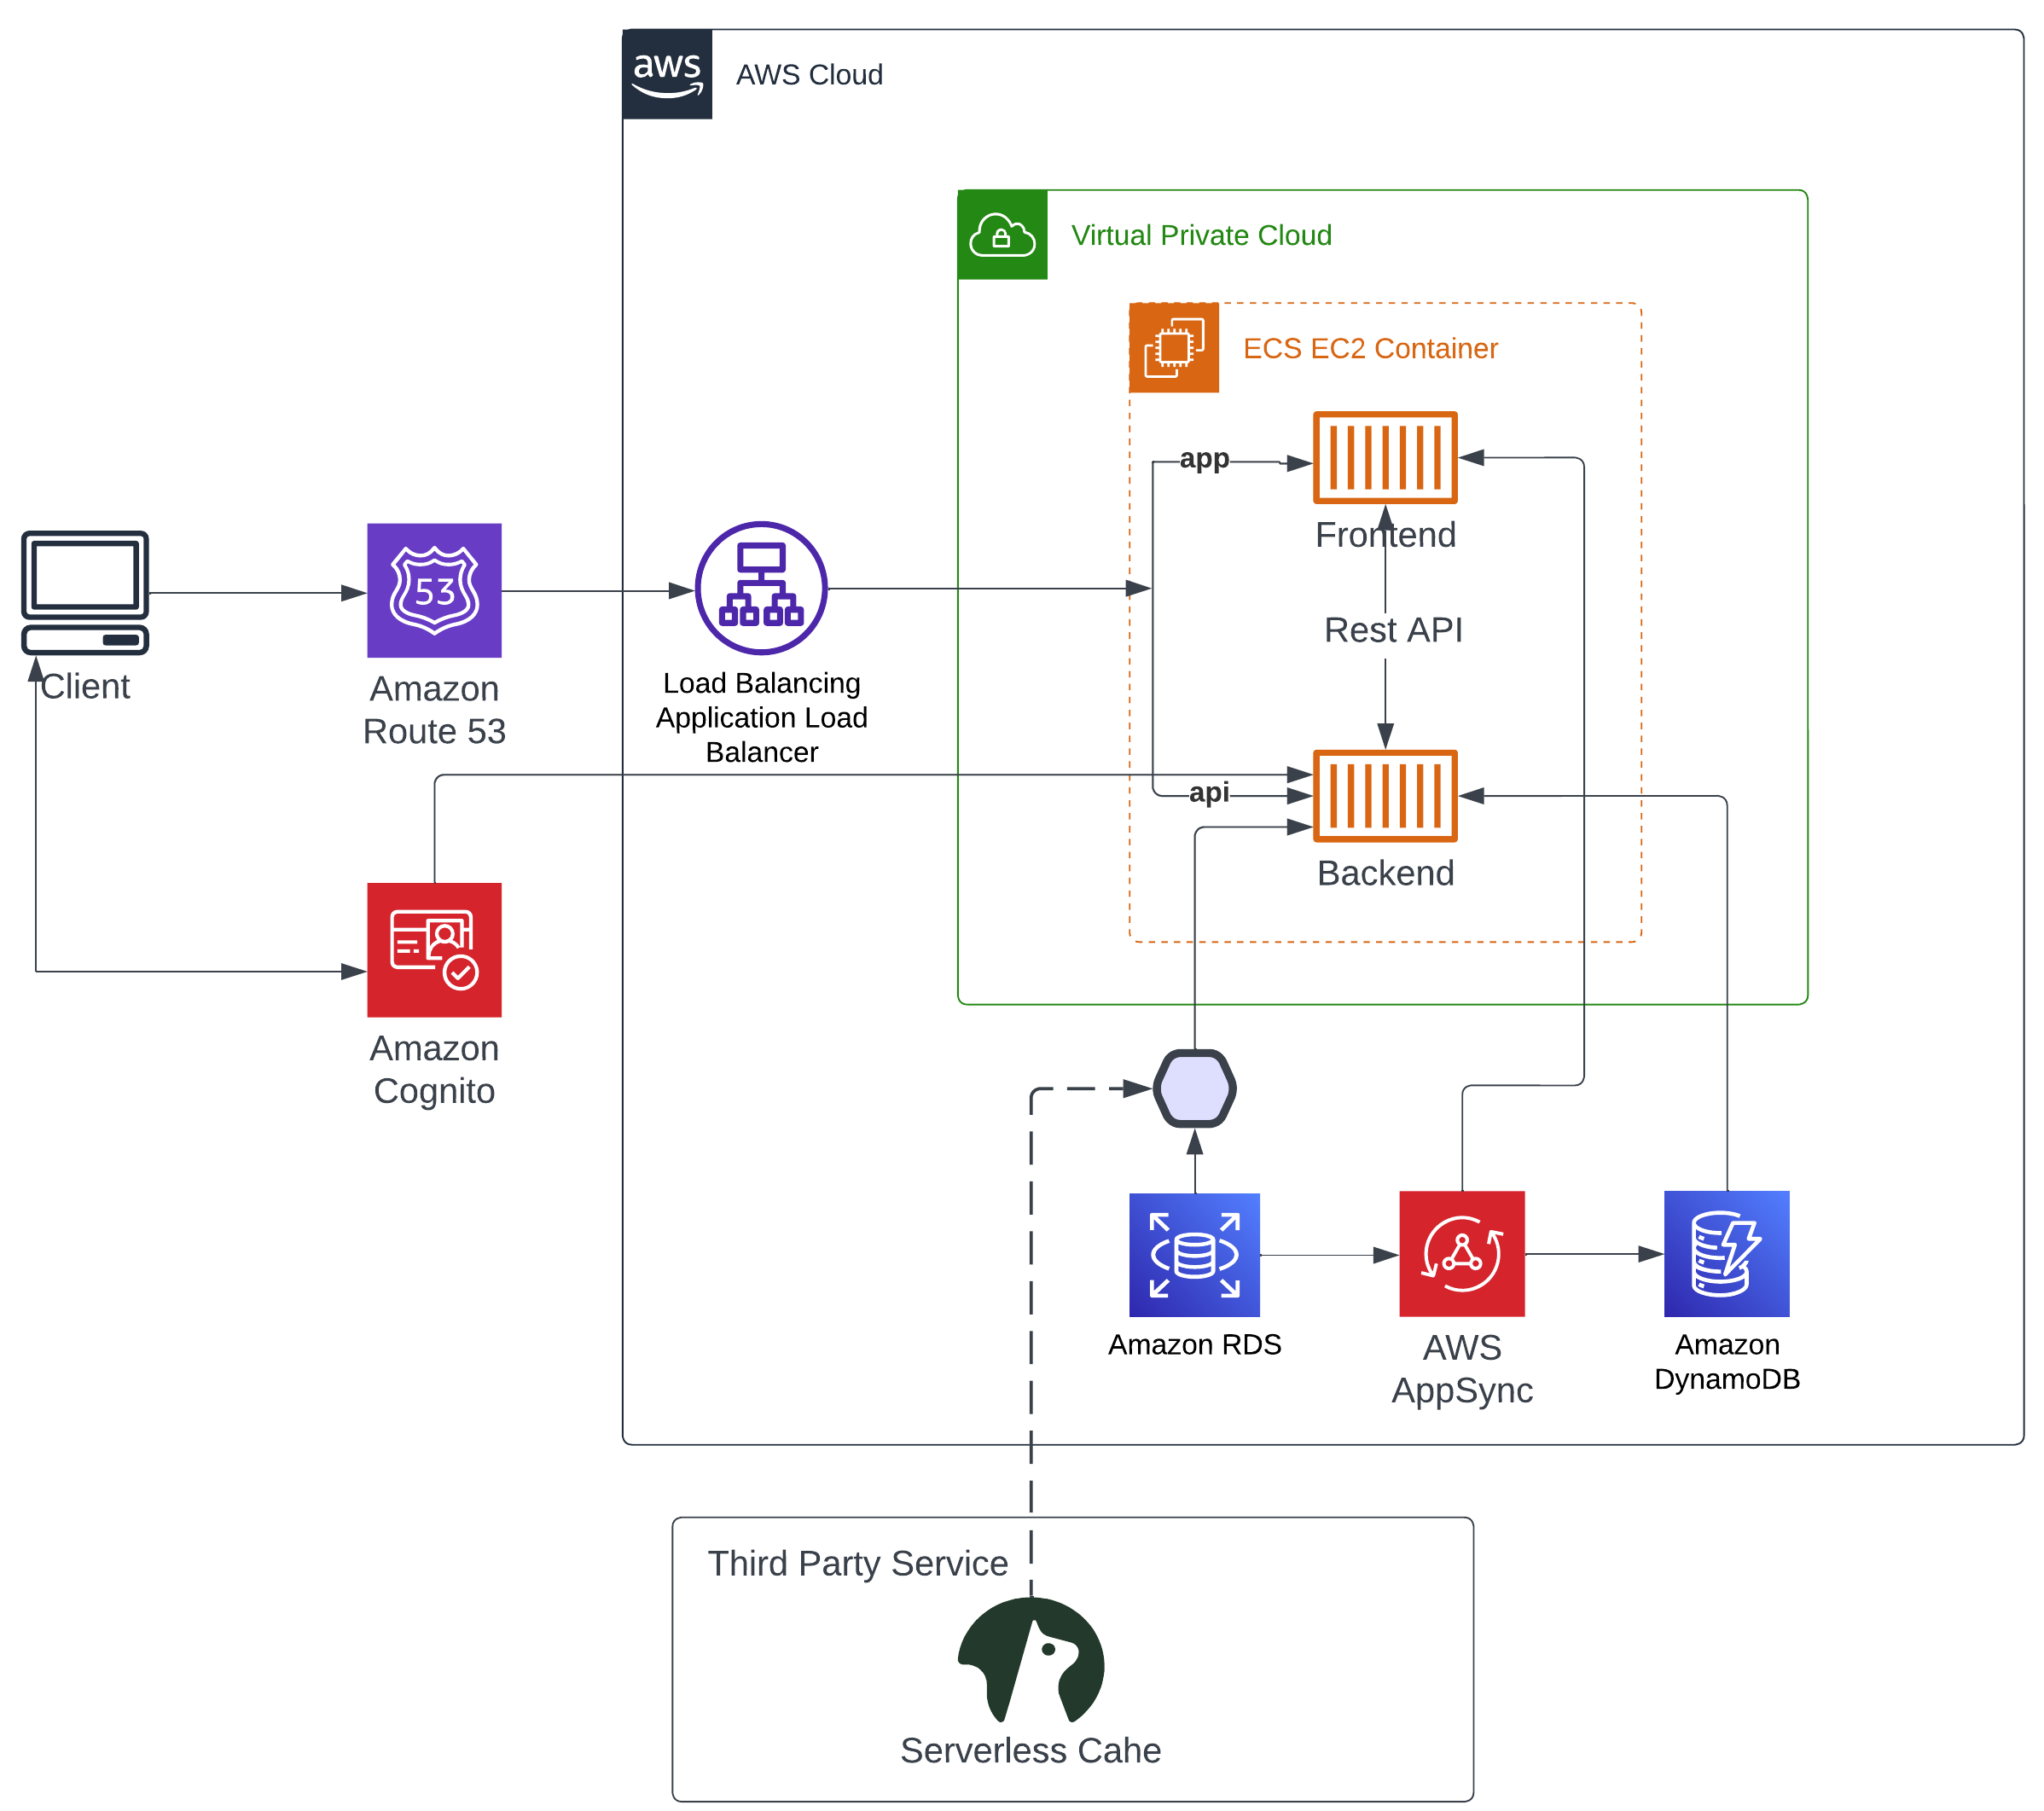 aws
AWS Cloud
Virtual Private Cloud
ECS EC2 Container
app
Frontend
53
Client
Amazon
Route 53
Load Balancing
Application Load
Balancer
Rest API
api
Backend
Amazon
Cognito
Amazon RDS
AWS
AppSync
Amazon
DynamoDB
Third Party Service
Serverless Cahe